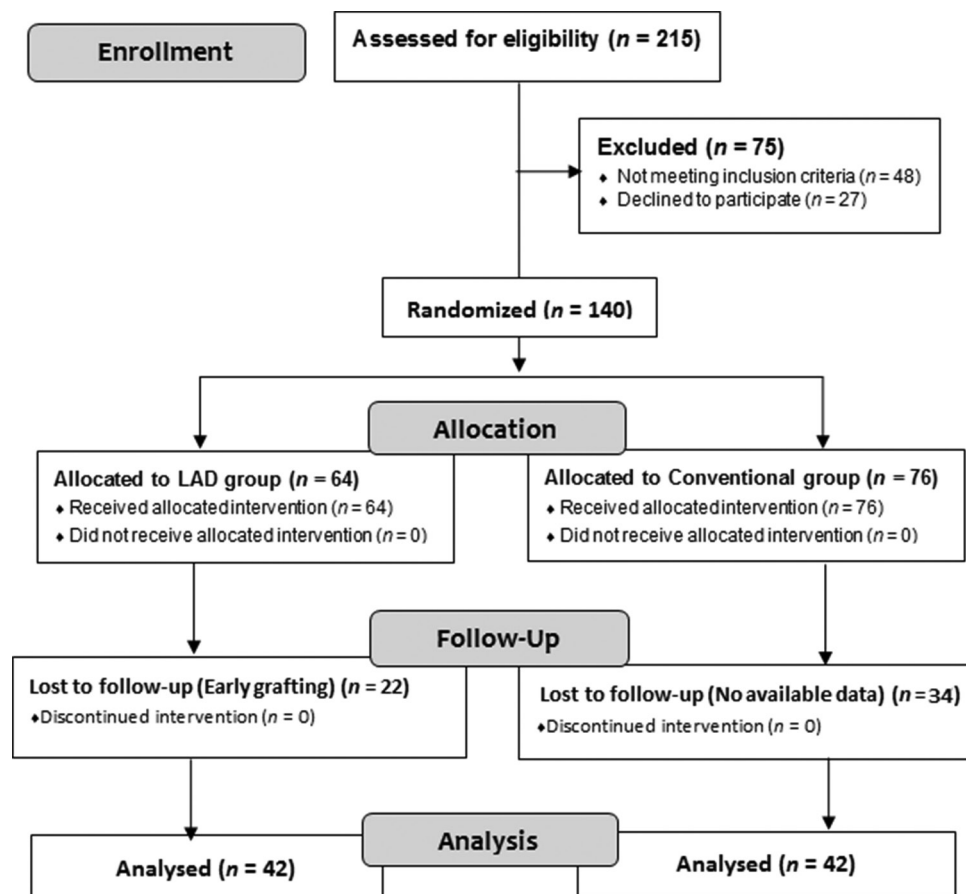 Enrollment
Assessed for eligibility (n = 215)
Excluded (n = 75)
♦ Not meeting inclusion criteria (n = 48)
♦ Declined to participate (n = 27)
Randomized (n = 140)
Allocation
Allocated to LAD group (n = 64)
♦ Received allocated intervention (n = 64)
♦ Did not receive allocated intervention (n = 0)
Allocated to Conventional group (n = 76)
♦ Received allocated intervention (n = 76)
♦ Did not receive allocated intervention (n = 0)
Follow-Up
Lost to follow-up (Early grafting) (n = 22)
♦Discontinued intervention (n = 0)
Lost to follow-up (No available data) (n = 34)
♦Discontinued intervention (n = 0)
Analysis
Analysed (n = 42)
Analysed (n = 42)